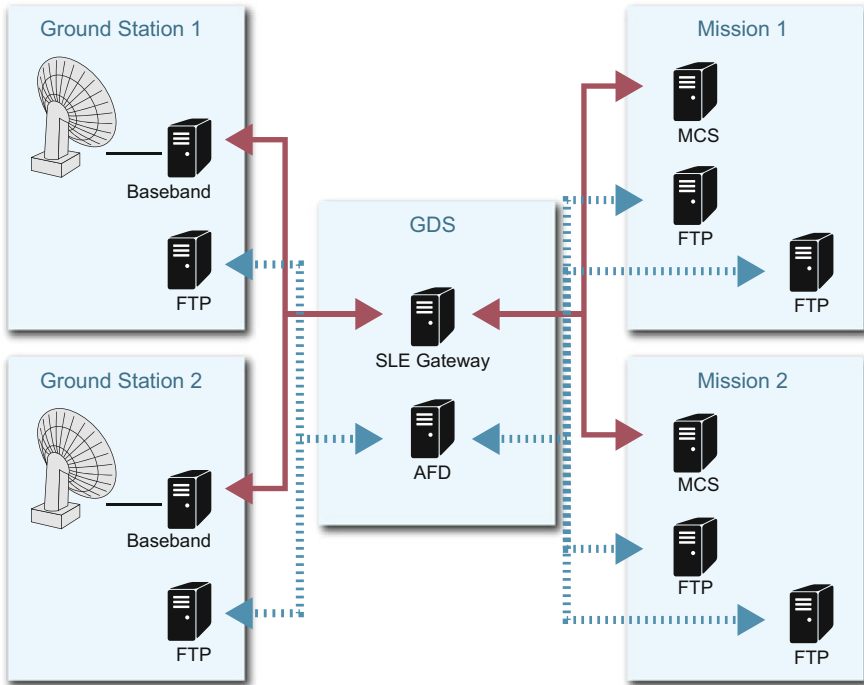 Ground Station 1
Baseband
FTP
Ground Station 2
Baseband
FTP
GDS
SLE Gateway
AFD
Mission 1
MCS
FTP
FTP
Mission 2
MCS
FTP
FTP